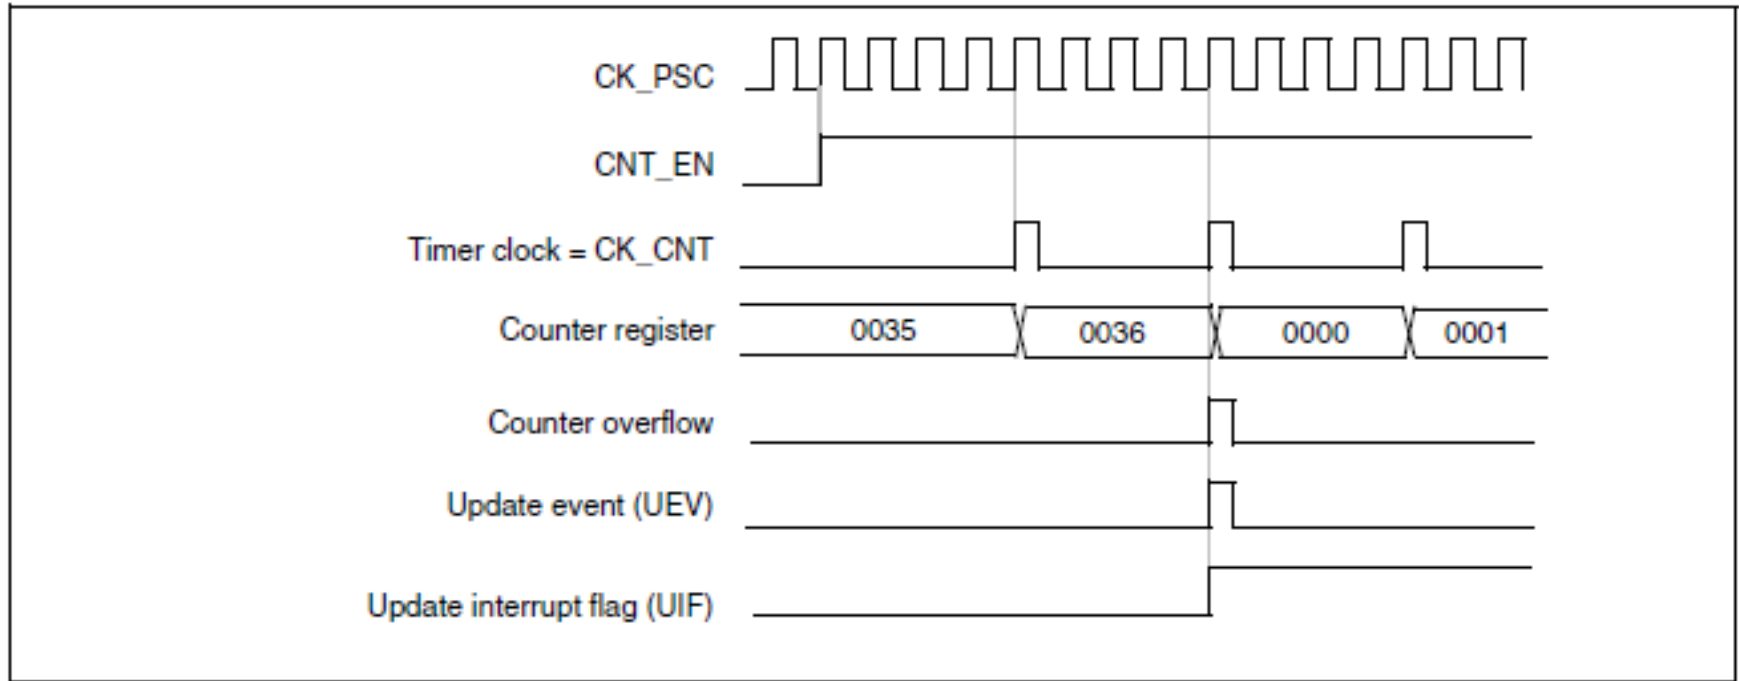 CK_PSC
CNT_EN
Timer clock = CK_CNT
Counter register 0035 0036 0000 0001
Counter overflow
Update event (UEV)
Update interrupt flag (UIF)